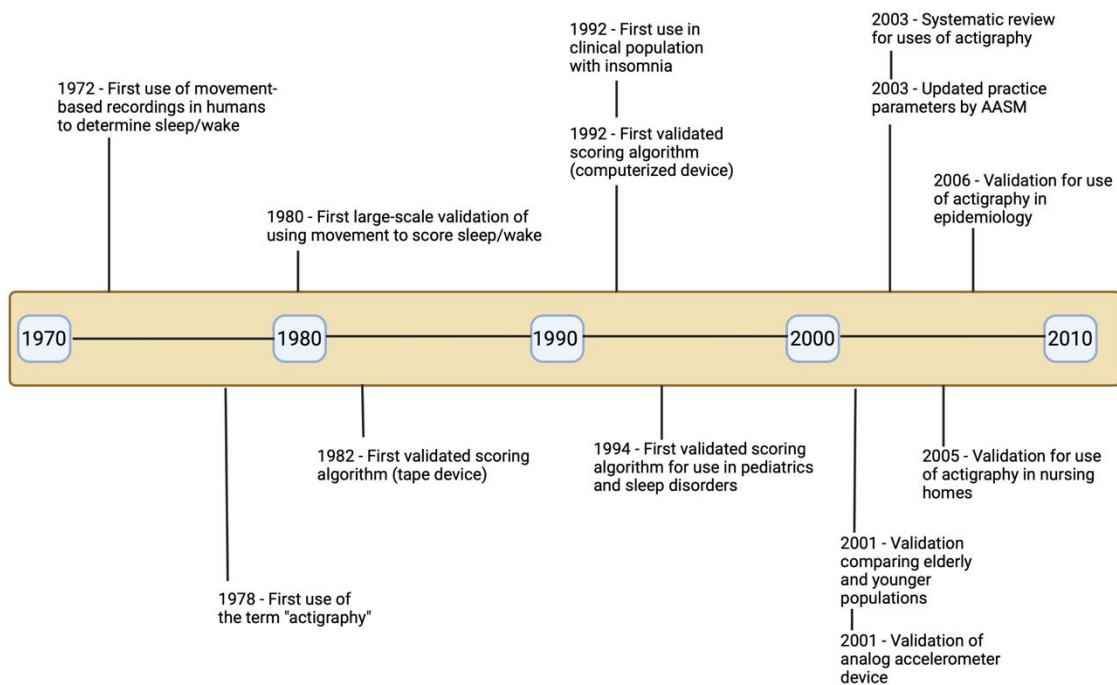 1972 - First use of movement-
based recordings in humans
to determine sleep/wake
1980 - First large-scale validation of
using movement to score sleep/wake
1992 - First use in
clinical population
with insomnia
1992 - First validated
scoring algorithm
(computerized device)
2003 - Systematic review
for uses of actigraphy
2003 - Updated practice
parameters by AASM
2006 - Validation for use
of actigraphy in
epidemiology
1970
1980
1990
2000
2010
1978 - First use of
the term "actigraphy"
1982 - First validated scoring
algorithm (tape device)
1994 - First validated scoring
algorithm for use in pediatrics
and sleep disorders
2001 - Validation
comparing elderly
and younger
populations
2001 - Validation of
analog accelerometer
device
2005 - Validation for use
of actigraphy in nursing
homes